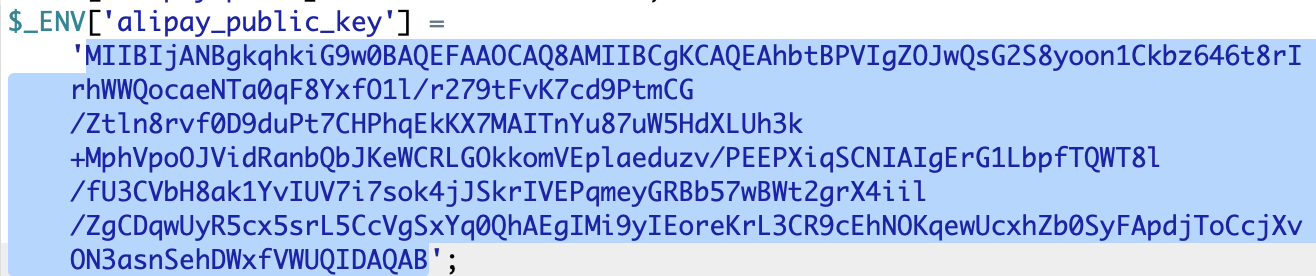 $_ENV['alipay_public_key'] =
'MIIBIjANBgkqhkiG9w0BAQEFAAOCAQ8AMIIBCgKCAQEAhbtBPVIgZOJwQsG2S8yoon1Ckbz646t8rI
rhWWQocaeNTa0qF8YxfO1l/r279tFvK7cd9PtmCG
/Ztln8rvf0D9duPt7CHPhqEkKX7MAITnYu87uW5HdXLUh3k
+MphVpoOJVidRanbQbJKeWCRLGOkkomVEplaeduzv/PEEPXiqSCNIAIgErG1LbpfTQWT8l
/fU3CVbH8ak1YvIUV7i7sok4jJSkrIVEPqmeyGRBb57wBWt2grX4iil
/ZgCDqwUyR5cx5srL5CcVgSxYq0QhAEgIMi9yIEoreKrL3CR9cEhNOKqewUcxhZb0SyFApdjToCcjXv
ON3asnSehDWxfVWUQIDAQAB';